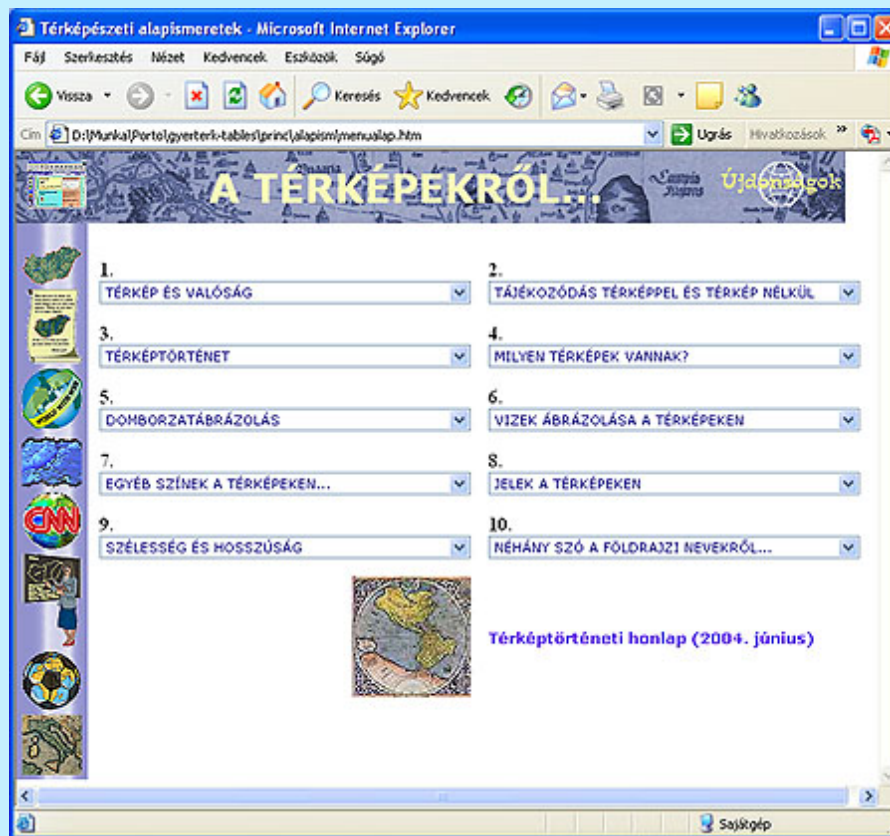 Térképészeti alapismeretek - Microsoft Internet Explorer
Fájl Szerkesztés Nézet Kedvencek Eszközök Súgó
Vissza Keresés Kedvencek
Cím D:\Munka\Portal\gyerterk-tables\princ\alapism\menualap.htm Ugrás Hivatkozások »
A TÉRKÉPEKRŐL... Újdonságok
1.
TÉRKÉP ÉS VALÓSÁG
2.
TÁJÉKOZÓDÁS TÉRKÉPPEL ÉS TÉRKÉP NÉLKÜL
3.
TÉRKÉPTÖRTÉNET
4.
MILYEN TÉRKÉPEK VANNAK?
5.
DOMBORZATÁBRÁZOLÁS
6.
VIZEK ÁBRÁZOLÁSA A TÉRKÉPEKEN
7.
EGYÉB SZÍNEK A TÉRKÉPEKEN...
8.
JELEK A TÉRKÉPEKEN
CNN
9.
SZÉLESSÉG ÉS HOSSZÚSÁG
10.
NÉHÁNY SZÓ A FÖLDRAJZI NEVEKRŐL...
Térképtörténeti honlap (2004. június)
Sajátgép